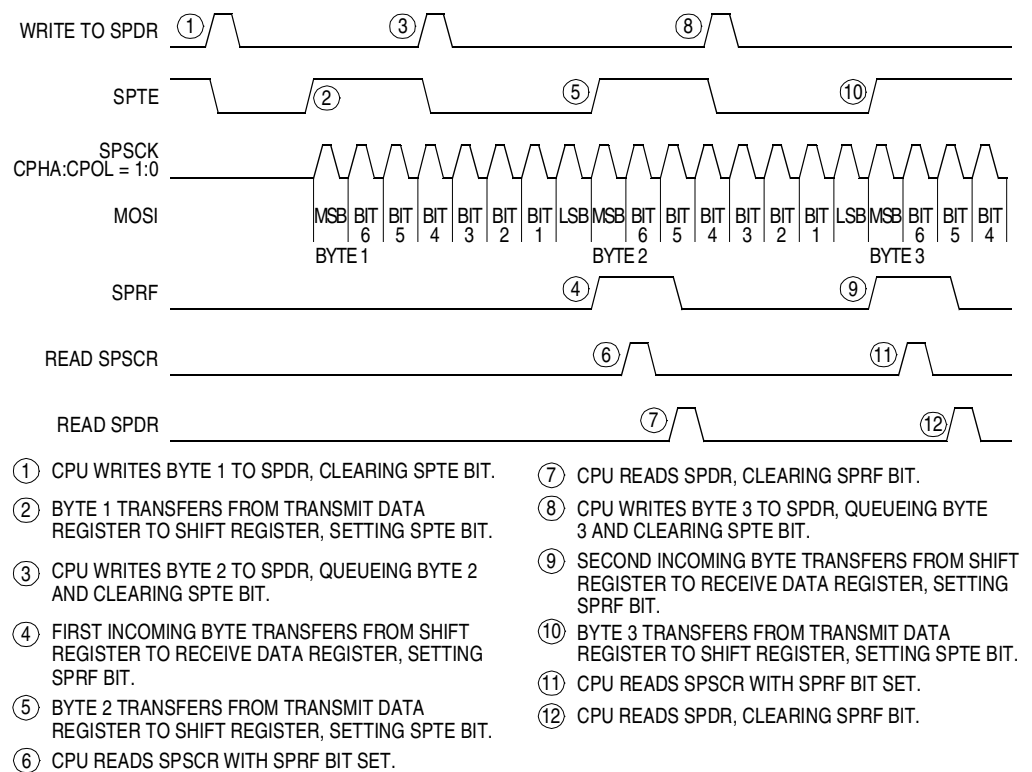 WRITE TO SPDR
1
3
8
SPTE
2
5
10
SPSCK
CPHA:CPOL = 1:0
MOSI
MSB BIT BIT BIT BIT BIT BIT LSB MSB BIT BIT BIT BIT BIT BIT LSB MSB BIT BIT BIT
6 5 4 3 2 1 6 5 4 3 2 1 6 5 4
BYTE 1 BYTE 2 BYTE 3
SPRF
4
9
READ SPSCR
6
11
READ SPDR
7
12
1 CPU WRITES BYTE 1 TO SPDR, CLEARING SPTE BIT.
2 BYTE 1 TRANSFERS FROM TRANSMIT DATA
REGISTER TO SHIFT REGISTER, SETTING SPTE BIT.
3 CPU WRITES BYTE 2 TO SPDR, QUEUEING BYTE 2
AND CLEARING SPTE BIT.
4 FIRST INCOMING BYTE TRANSFERS FROM SHIFT
REGISTER TO RECEIVE DATA REGISTER, SETTING
SPRF BIT.
5 BYTE 2 TRANSFERS FROM TRANSMIT DATA
REGISTER TO SHIFT REGISTER, SETTING SPTE BIT.
6 CPU READS SPSCR WITH SPRF BIT SET.
7 CPU READS SPDR, CLEARING SPRF BIT.
8 CPU WRITES BYTE 3 TO SPDR, QUEUEING BYTE
3 AND CLEARING SPTE BIT.
9 SECOND INCOMING BYTE TRANSFERS FROM SHIFT
REGISTER TO RECEIVE DATA REGISTER, SETTING
SPRF BIT.
10 BYTE 3 TRANSFERS FROM TRANSMIT DATA
REGISTER TO SHIFT REGISTER, SETTING SPTE BIT.
11 CPU READS SPSCR WITH SPRF BIT SET.
12 CPU READS SPDR, CLEARING SPRF BIT.